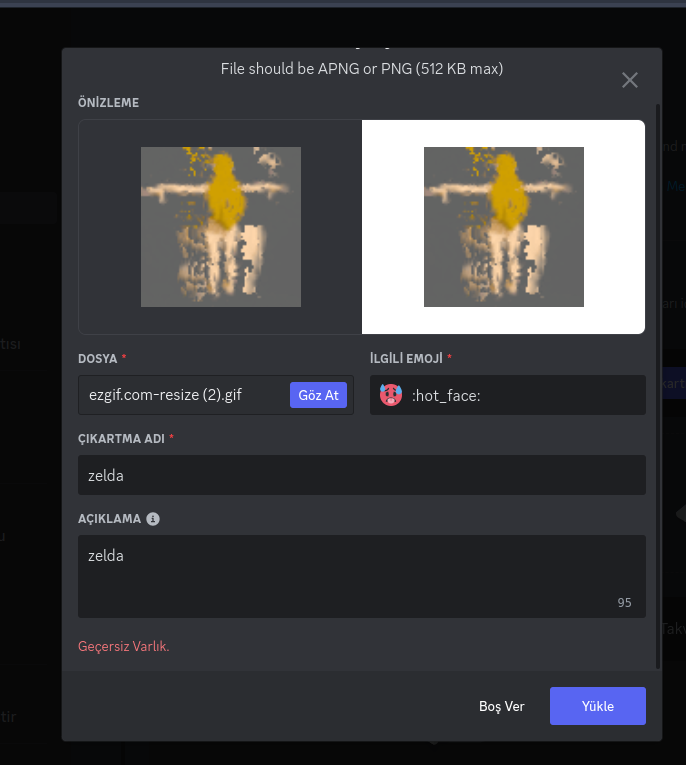 File should be APNG or PNG (512 KB max)
ÖNİZLEME
DOSYA *
İLGİLİ EMOJİ *
ezgif.com-resize (2).gif
Göz At
:hot_face:
ÇIKARTMA ADI *
zelda
AÇIKLAMA
zelda
95
Geçersiz Varlık.
Boş Ver
Yükle